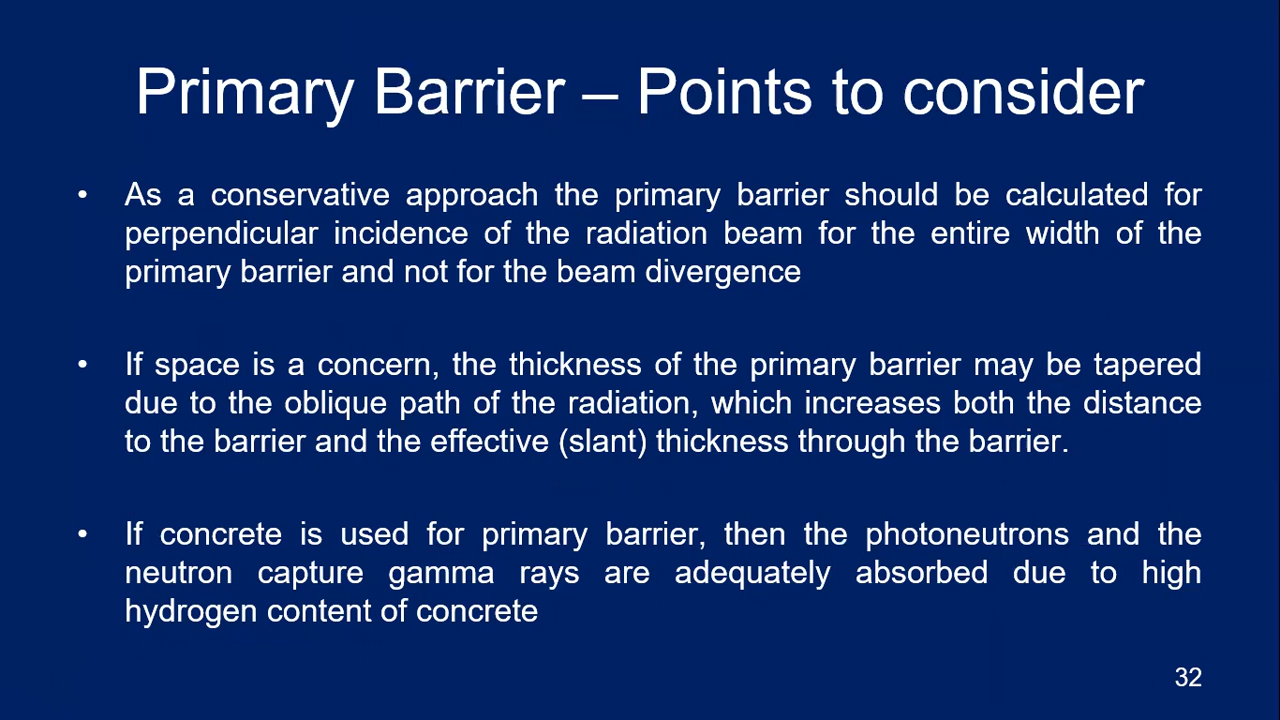 Primary Barrier – Points to consider
• As a conservative approach the primary barrier should be calculated for
perpendicular incidence of the radiation beam for the entire width of the
primary barrier and not for the beam divergence
• If space is a concern, the thickness of the primary barrier may be tapered
due to the oblique path of the radiation, which increases both the distance
to the barrier and the effective (slant) thickness through the barrier.
• If concrete is used for primary barrier, then the photoneutrons and the
neutron capture gamma rays are adequately absorbed due to high
hydrogen content of concrete
32